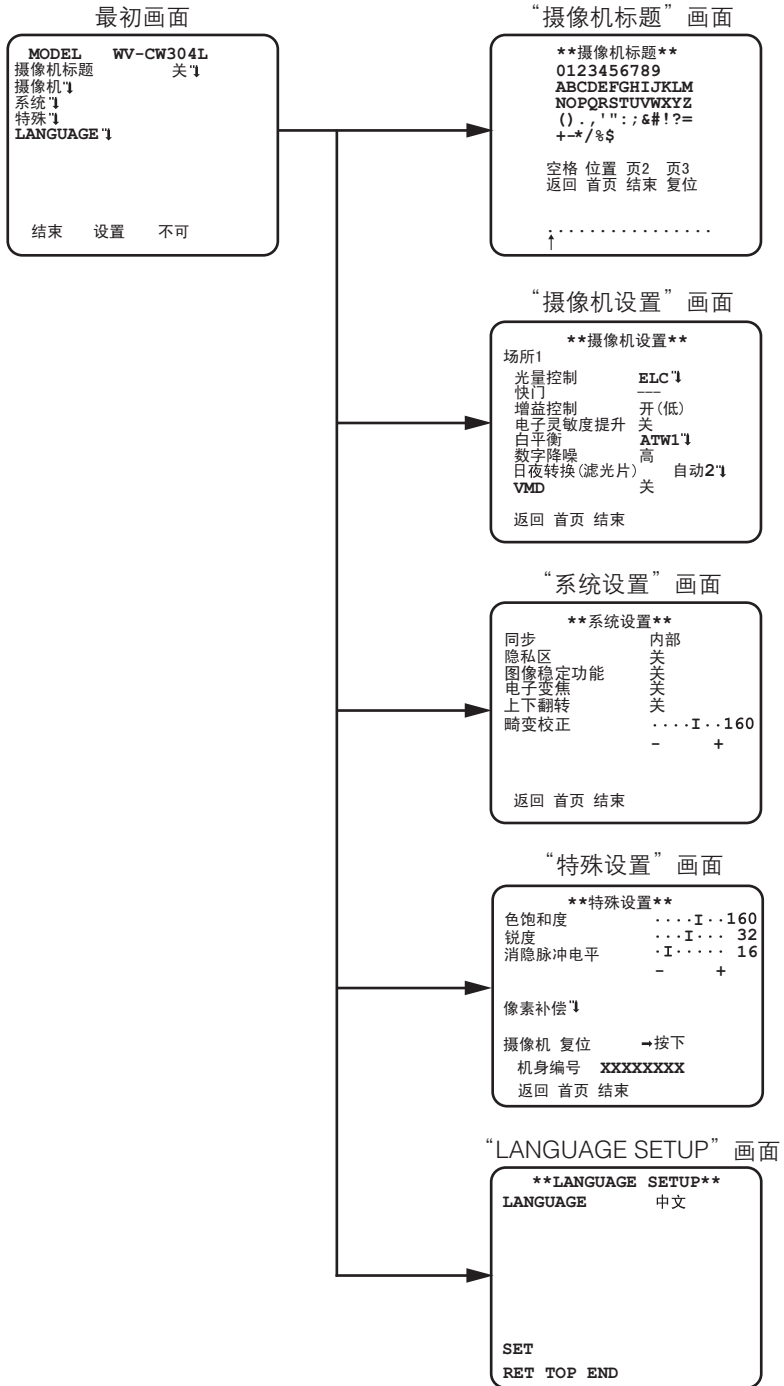 最初画面
MODEL WV-CW304L
摄像机标题 关
摄像机
系统
特殊
LANGUAGE
结束 设置 不可
“摄像机标题”画面
**摄像机标题**
0123456789
ABCDEFGHIJKLM
NOPQRSTUVWXYZ
().,'":;&#!?=
+-*/%$
空格 位置 页2 页3
返回 首页 结束 复位
................
↑
“摄像机设置”画面
**摄像机设置**
场所1
光量控制 ELC
快门 ---
增益控制 开(低)
电子灵敏度提升 关
白平衡 ATW1
数字降噪 高
日夜转换(滤光片) 自动2
VMD 关
返回 首页 结束
“系统设置”画面
**系统设置**
同步 内部
隐私区 关
图像稳定功能 关
电子变焦 关
上下翻转 关
畸变校正 ····I··160
- +
返回 首页 结束
“特殊设置”画面
**特殊设置**
色饱和度 ····I··160
锐度 ···I··· 32
消隐脉冲电平 ·I····· 16
- +
像素补偿
摄像机 复位 →按下
机身编号 XXXXXXXX
返回 首页 结束
“LANGUAGE SETUP”画面
**LANGUAGE SETUP**
LANGUAGE 中文
SET
RET TOP END